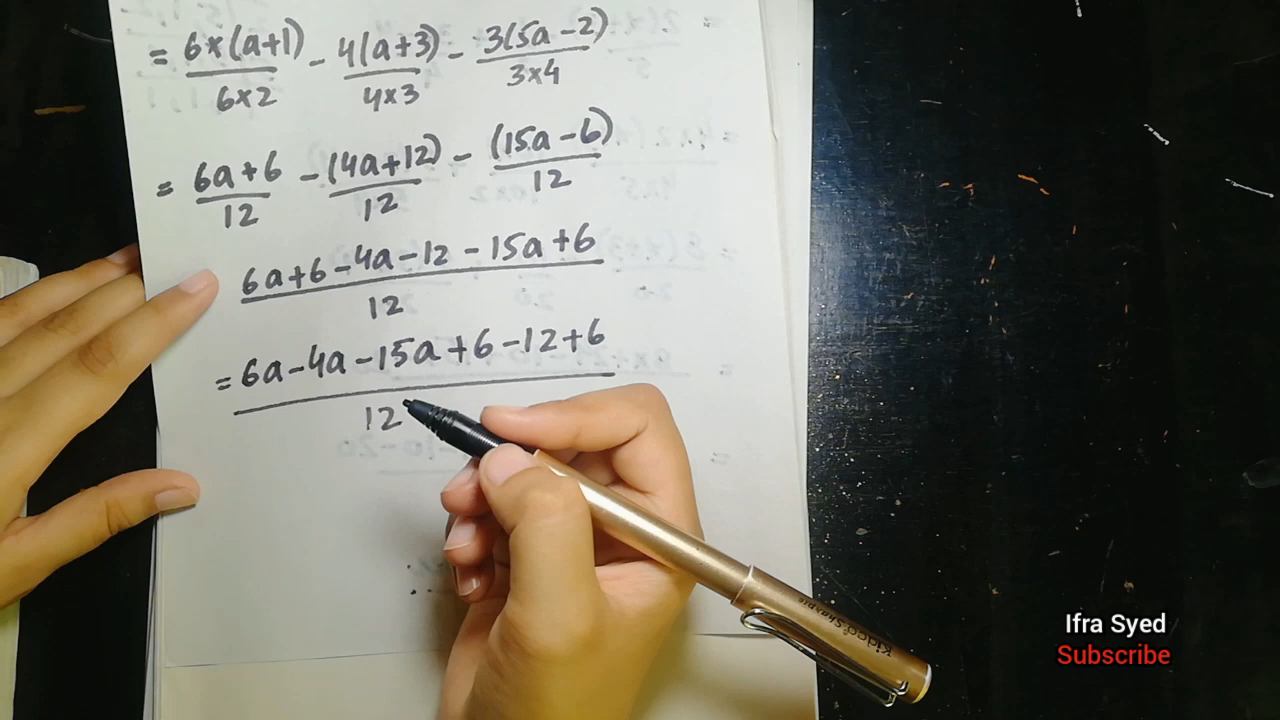 = 6×(a+1)/6×2 - 4(a+3)/4×3 - 3(5a-2)/3×4
= 6a+6/12 - (4a+12)/12 - (15a-6)/12
6a+6-4a-12-15a+6/12
= 6a-4a-15a+6-12+6/12
Kidco Sharpie
Ifra Syed
Subscribe